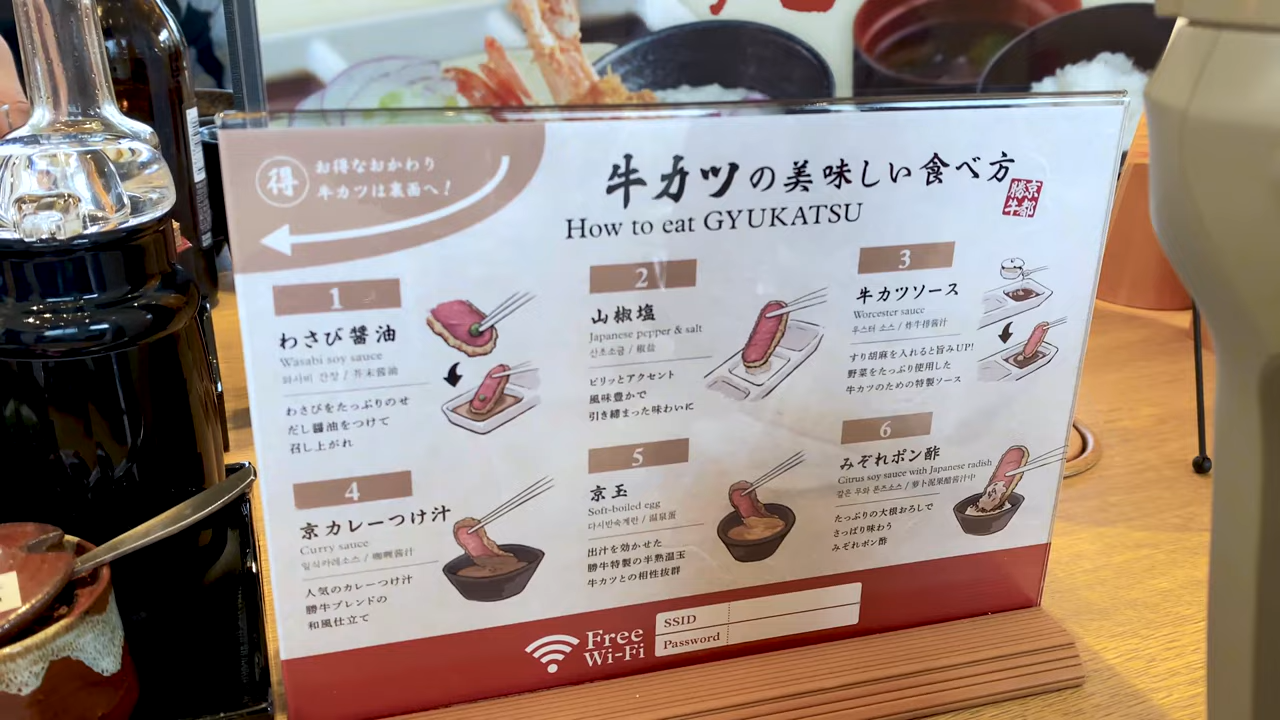 得
お得なおかわり
牛カツは裏面へ！
牛カツの美味しい食べ方
How to eat GYUKATSU
京都
勝牛
1
わさび醤油
Wasabi soy sauce
와사비 간장 / 芥末酱油
わさびをたっぷりのせ
だし醤油をつけて
召し上がれ
2
山椒塩
Japanese pepper & salt
산초소금 / 椒盐
ピリッとアクセント
風味豊かで
引き締まった味わいに
3
牛カツソース
Worcester sauce
우스터 소스 / 炸牛排酱汁
すり胡麻を入れると旨みUP!
野菜をたっぷり使用した
牛カツのための特製ソース
4
京カレーつけ汁
Curry sauce
일식카레소스 / 咖喱酱汁
人気のカレーつけ汁
勝牛ブレンドの
和風仕立て
5
京玉
Soft-boiled egg
다시반숙계란 / 温泉蛋
出汁を効かせた
勝牛特製の半熟温玉
牛カツとの相性抜群
6
みぞれポン酢
Citrus soy sauce with Japanese radish
갈은 무와 폰즈소스 / 萝卜泥果醋酱汁中
たっぷりの大根おろしで
さっぱり味わう
みぞれポン酢
Free
Wi-Fi
SSID
Password